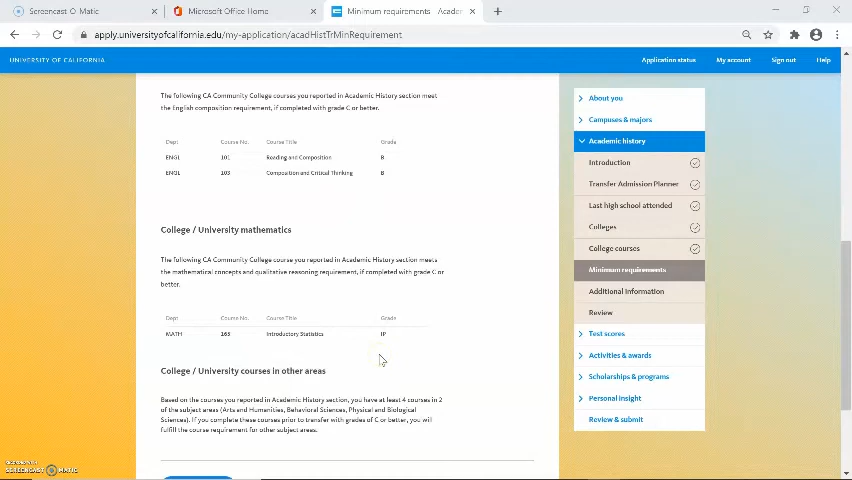 Screencast-O-Matic
Microsoft Office Home
Minimum requirements - Acade
apply.universityofcalifornia.edu/my-application/acadHistTrMinRequirement
UNIVERSITY OF CALIFORNIA
Application status
My account
Sign out
Help
The following CA Community College courses you reported in Academic History section meet
the English composition requirement, if completed with grade C or better.
Dept Course No. Course Title Grade
ENGL 101 Reading and Composition B
ENGL 103 Composition and Critical Thinking B
College / University mathematics
The following CA Community College course you reported in Academic History section meets
the mathematical concepts and qualitative reasoning requirement, if completed with grade C or
better.
Dept Course No. Course Title Grade
MATH 165 Introductory Statistics IP
College / University courses in other areas
Based on the courses you reported in Academic History section, you have at least 4 courses in 2
of the subject areas (Arts and Humanities, Behavioral Sciences, Physical and Biological
Sciences). If you complete these courses prior to transfer with grades of C or better, you will
fulfill the course requirement for other subject areas.
About you
Campuses & majors
Academic history
Introduction
Transfer Admission Planner
Last high school attended
Colleges
College courses
Minimum requirements
Additional information
Review
Test scores
Activities & awards
Scholarships & programs
Personal insight
Review & submit
RECORDED WITH
SCREENCAST MATIC